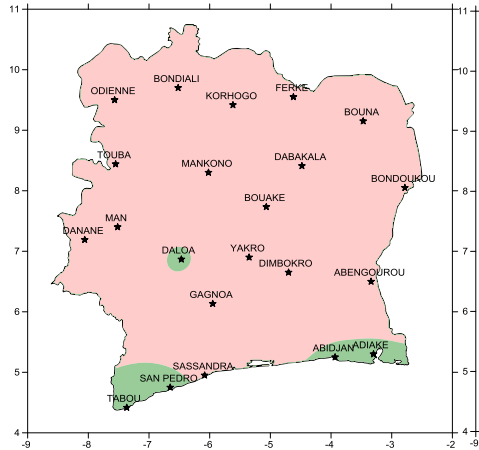 11
11
10
10
9
9
8
8
7
7
6
6
5
5
4
4
-9
-8
-7
-6
-5
-4
-3
-2
-9
BONDIALI
ODIENNE
KORHOGO
FERKE
BOUNA
TOUBA
MANKONO
DABAKALA
BONDOUKOU
BOUAKE
MAN
DANANE
DALOA
YAKRO
DIMBOKRO
ABENGOUROU
GAGNOA
ABIDJAN
ADIAKE
SASSANDRA
SAN PEDRO
TABOU